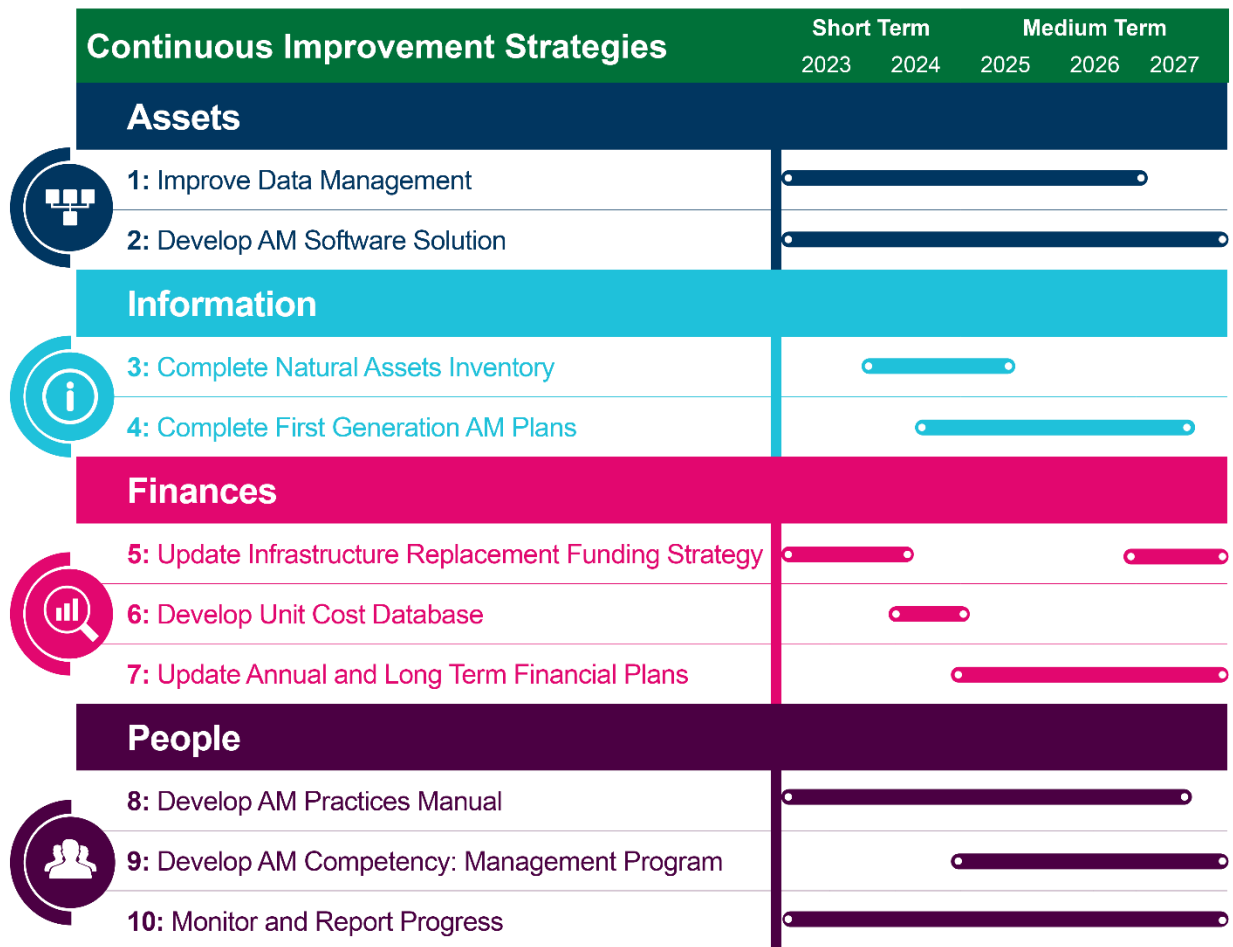 Continuous Improvement Strategies
Short Term Medium Term
2023 2024 2025 2026 2027
Assets
1: Improve Data Management
2: Develop AM Software Solution
Information
3: Complete Natural Assets Inventory
4: Complete First Generation AM Plans
Finances
5: Update Infrastructure Replacement Funding Strategy
6: Develop Unit Cost Database
7: Update Annual and Long Term Financial Plans
People
8: Develop AM Practices Manual
9: Develop AM Competency: Management Program
10: Monitor and Report Progress